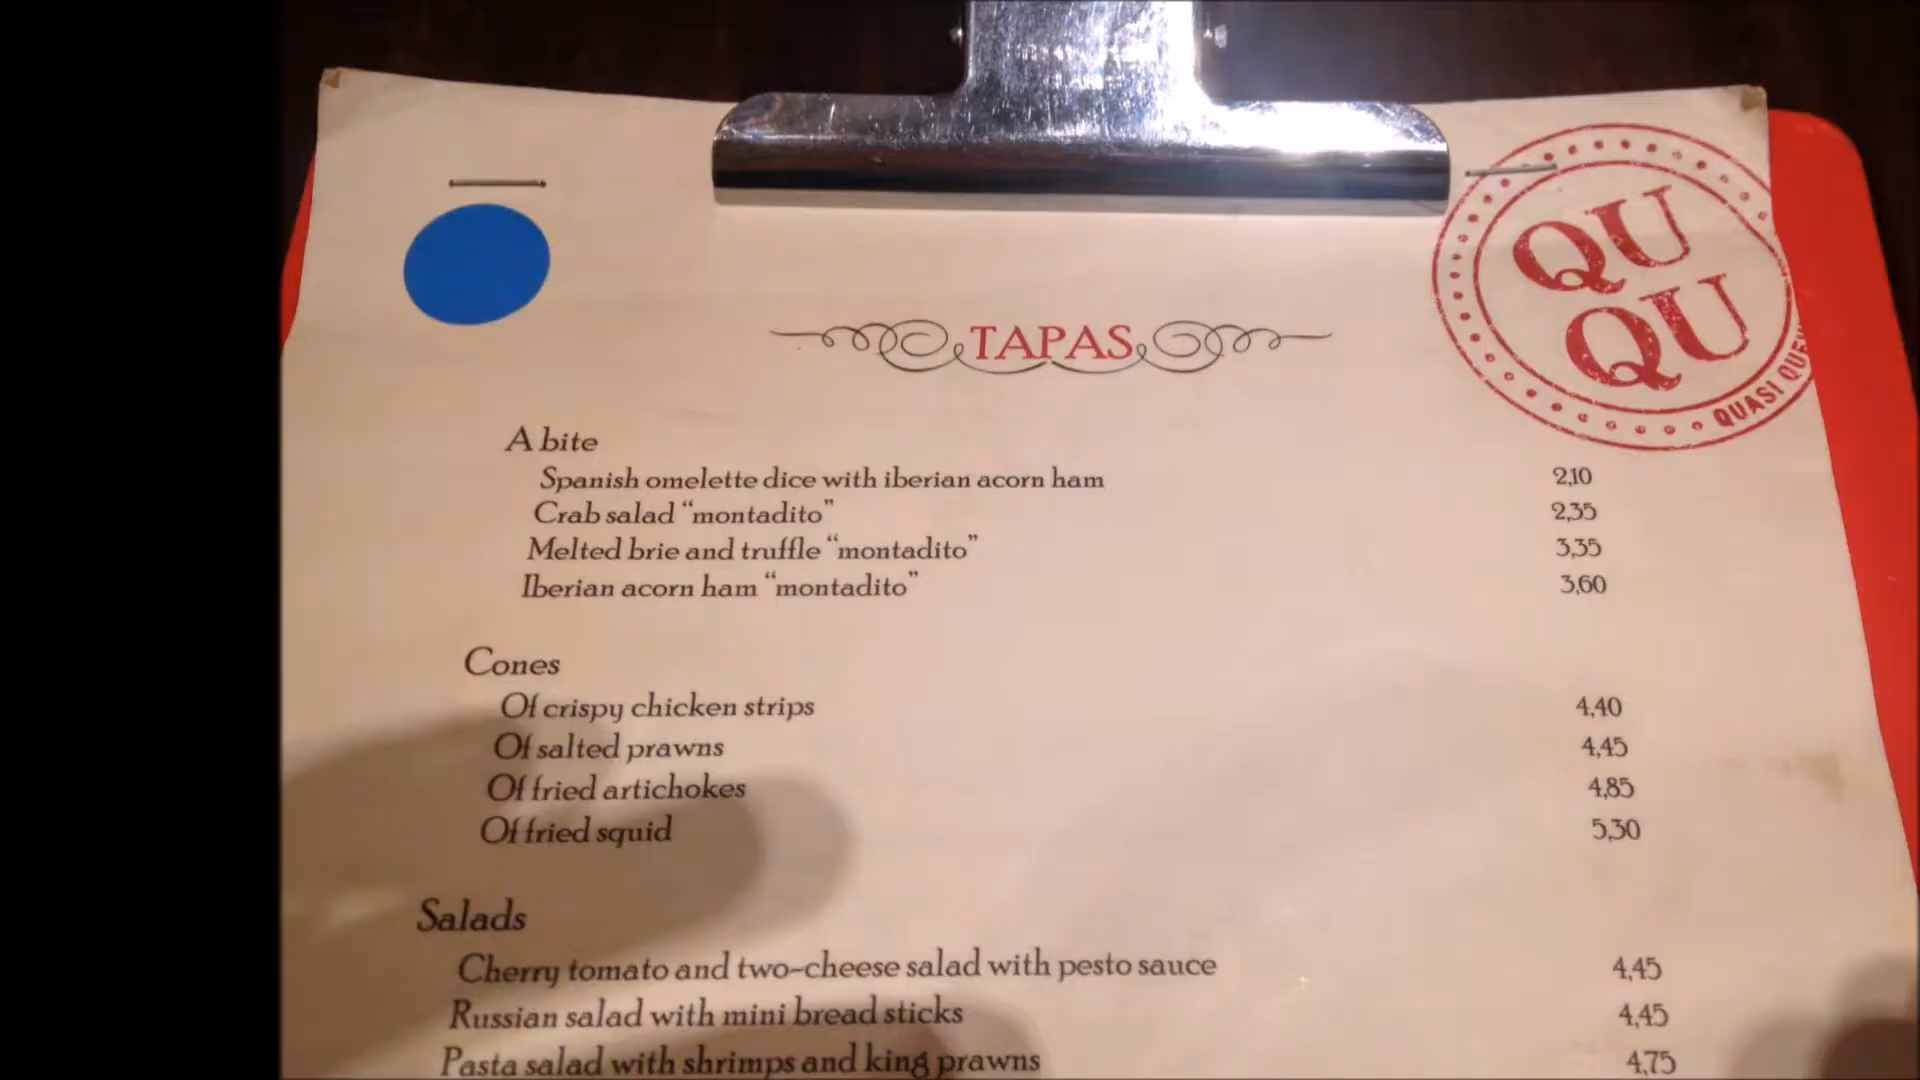 QU
QU
QUASI
TAPAS
A bite
Spanish omelette dice with iberian acorn ham 2,10
Crab salad “montadito” 2,35
Melted brie and truffle “montadito” 3,35
Iberian acorn ham “montadito” 3,60
Cones
Of crispy chicken strips 4,40
Of salted prawns 4,45
Of fried artichokes 4,85
Of fried squid 5,30
Salads
Cherry tomato and two-cheese salad with pesto sauce 4,45
Russian salad with mini bread sticks 4,45
Pasta salad with shrimps and king prawns 4,75